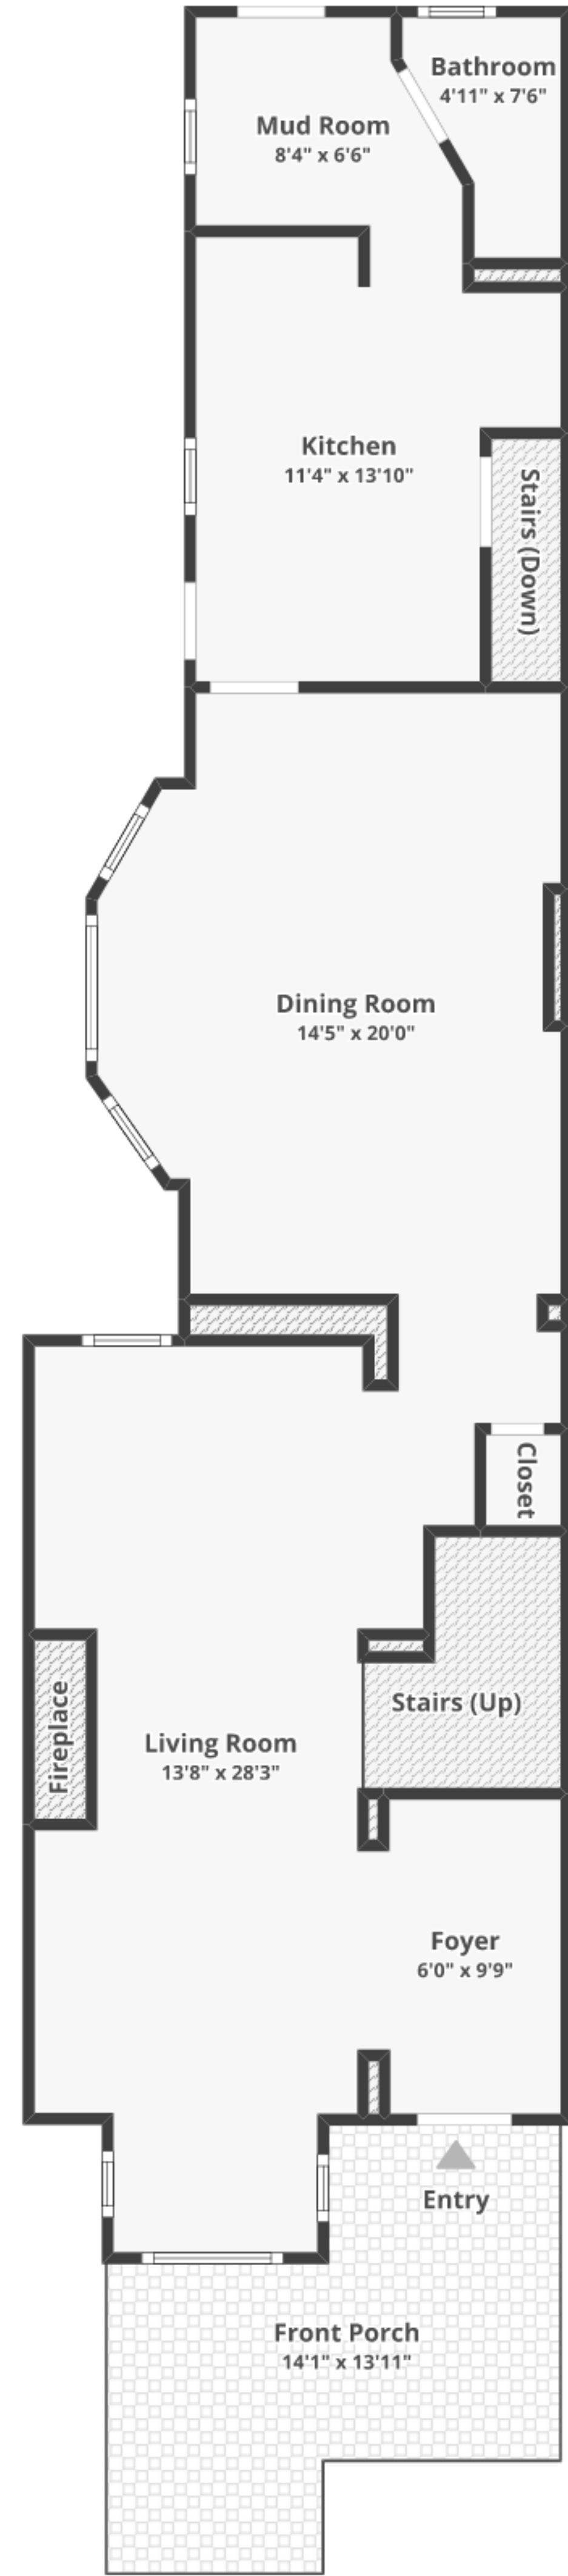 Bathroom
4'11" x 7'6"
Mud Room
8'4" x 6'6"
Kitchen
11'4" x 13'10"
Stairs (Down)
Dining Room
14'5" x 20'0"
Closet
Stairs (Up)
Fireplace
Living Room
13'8" x 28'3"
Foyer
6'0" x 9'9"
Entry
Front Porch
14'1" x 13'11"